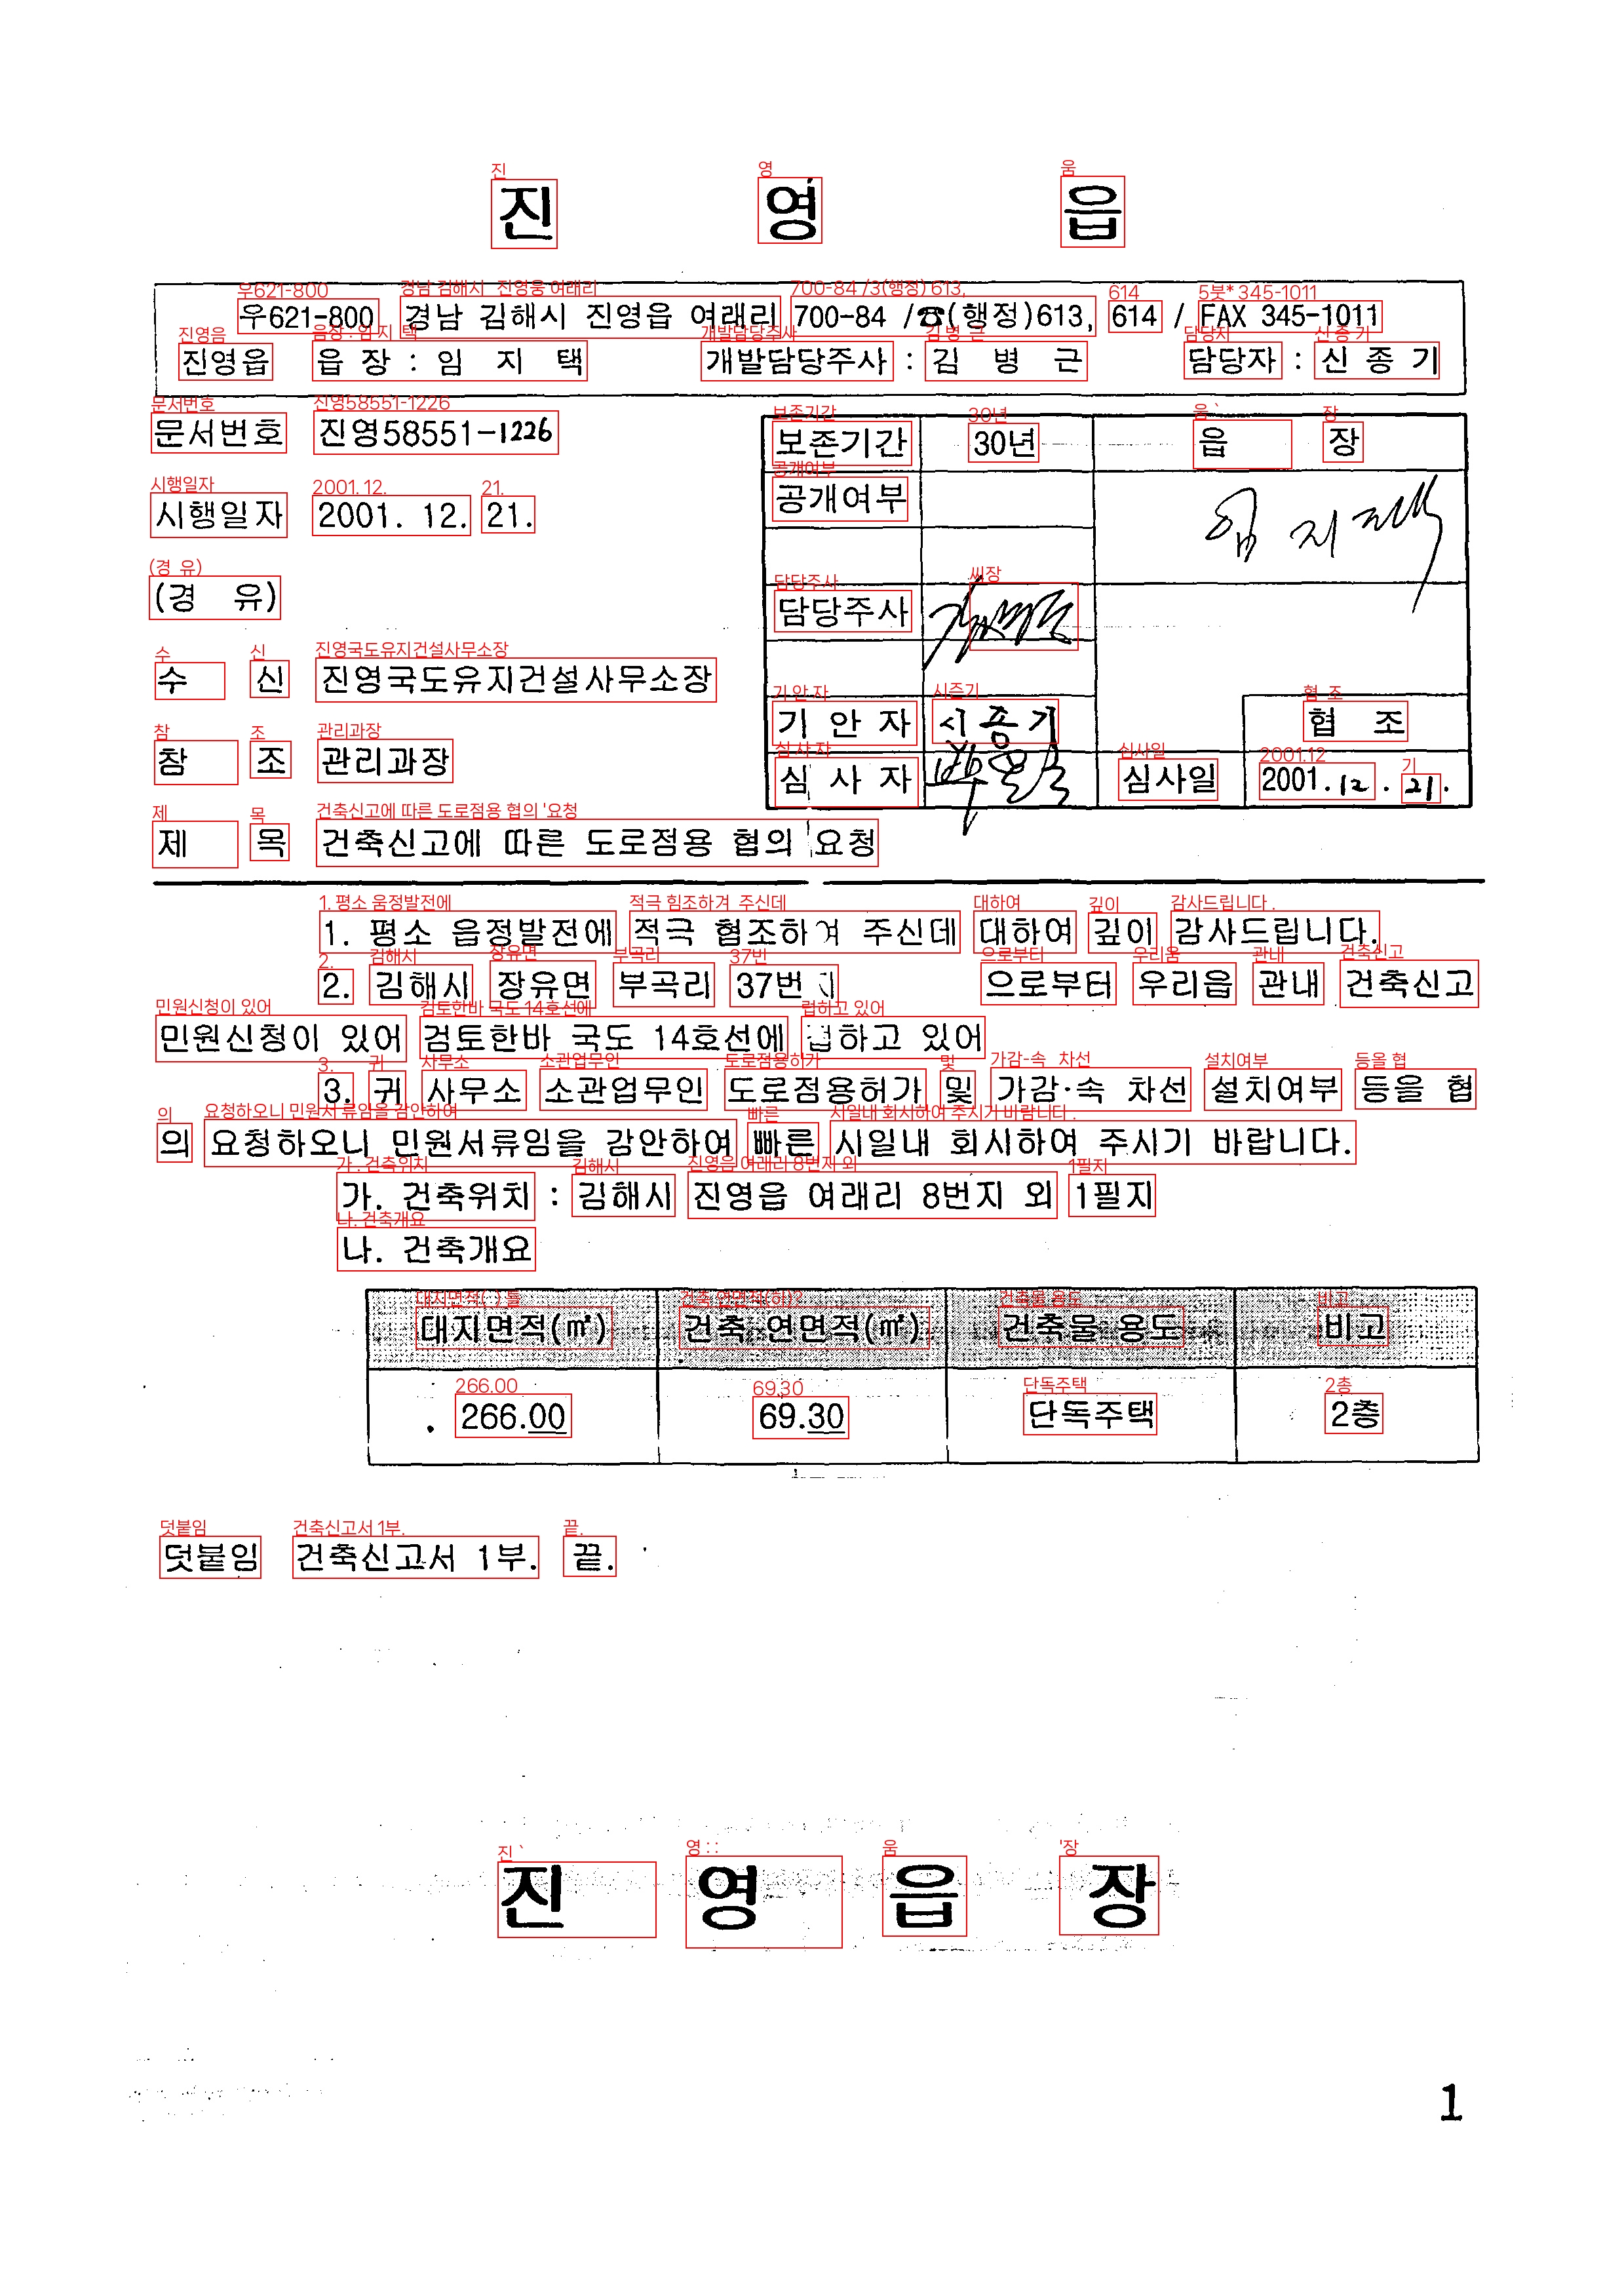 진 영 읍
우621-800 경남 김해시 진영읍 여래리 700-84 / (행정)613, 614 / FAX 345-1011
진영읍 읍 장 : 임 지 택 개발담당주사 : 김 병 근 담당자 : 신 종 기
문서번호 진영58551-1226
시행일자 2001. 12. 21.
(경 유)
수 신 진영국도유지건설사무소장
참 조 관리과장
제 목 건축신고에 따른 도로점용 협의 요청
보존기간 30년 읍 장
공개여부
임지택
담당주사
기 안 자 신종기 협 조
심 사 자 심사일 2001. 12. 21.
1. 평소 읍정발전에 적극 협조하여 주신데 대하여 깊이 감사드립니다.
2. 김해시 장유면 부곡리 37번지 으로부터 우리읍 관내 건축신고
민원신청이 있어 검토한바 국도 14호선에 접하고 있어
3. 귀 사무소 소관업무인 도로점용허가 및 가감·속 차선 설치여부 등을 협
의 요청하오니 민원서류임을 감안하여 빠른 시일내 회시하여 주시기 바랍니다.
가. 건축위치 : 김해시 진영읍 여래리 8번지 외 1필지
나. 건축개요
대지면적(㎡) 건축 연면적(㎡) 건축물 용도 비고
266.00 69.30 단독주택 2층
덧붙임 건축신고서 1부. 끝.
진 영 읍 장
1